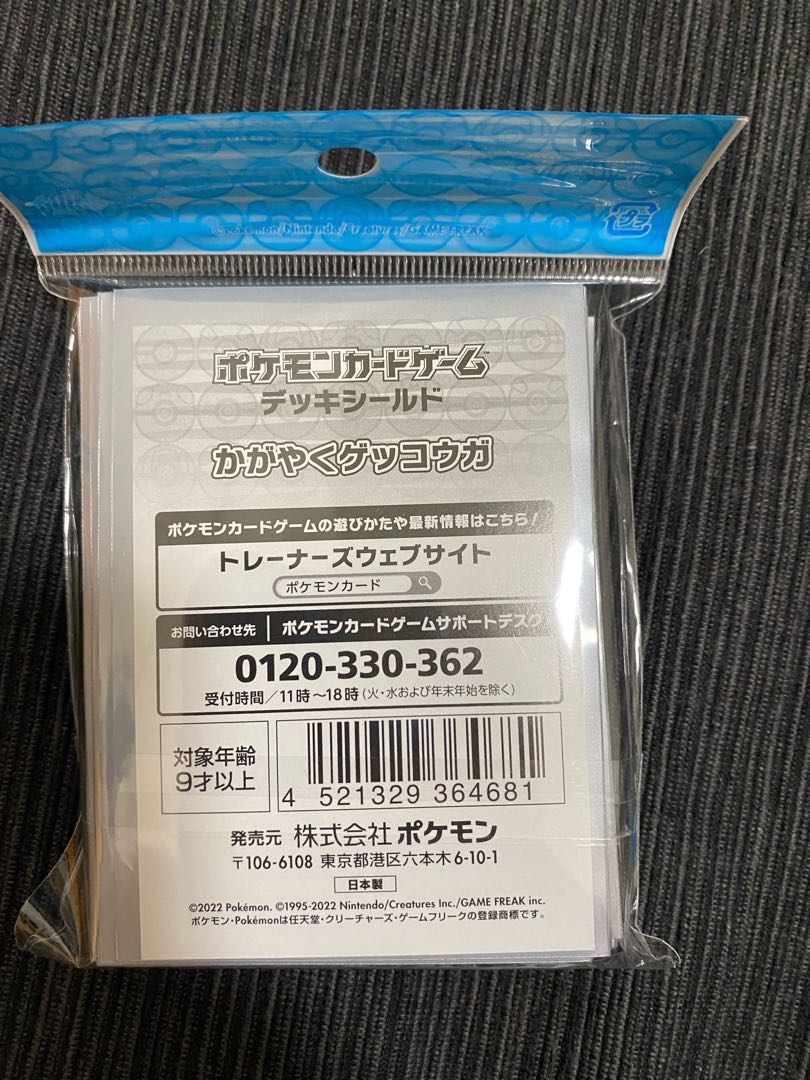 ©Pokémon/Nintendo/Creatures/GAME FREAK
プラ
ポケモンカードゲーム™
デッキシールド
かがやくゲッコウガ
ポケモンカードゲームの遊びかたや最新情報はこちら!
トレーナーズウェブサイト
ポケモンカード
お問い合わせ先 ポケモンカードゲームサポートデスク
0120-330-362
受付時間/11時〜18時(火・水および年末年始を除く)
対象年齢
9才以上
4 521329 364681
発売元 株式会社ポケモン
〒106-6108 東京都港区六本木6-10-1
日本製
©2022 Pokémon. ©1995-2022 Nintendo/Creatures Inc./GAME FREAK inc.
ポケモン・Pokémonは任天堂・クリーチャーズ・ゲームフリークの登録商標です。